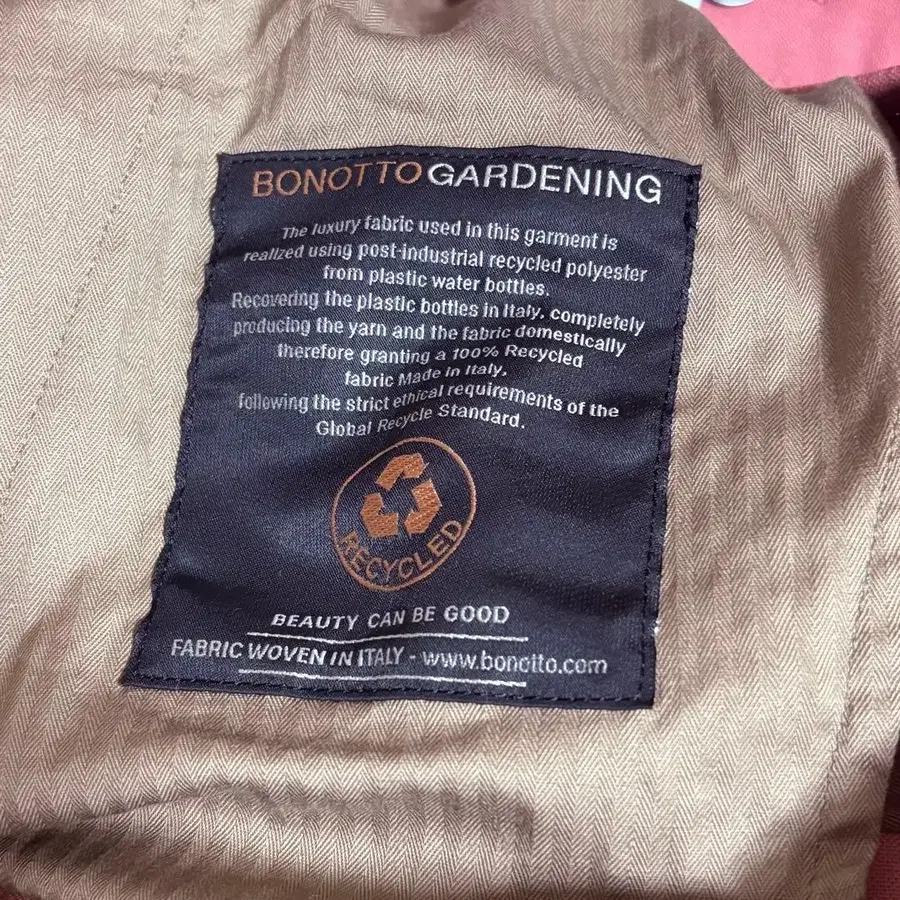 BONOTTO GARDENING
The luxury fabric used in this garment is
realized using post-industrial recycled polyester
from plastic water bottles.
Recovering the plastic bottles in Italy. completely
producing the yarn and the fabric domestically
therefore granting a 100% Recycled
fabric Made in Italy,
following the strict ethical requirements of the
Global Recycle Standard.
RECYCLED
BEAUTY CAN BE GOOD
FABRIC WOVEN IN ITALY - www.bonotto.com